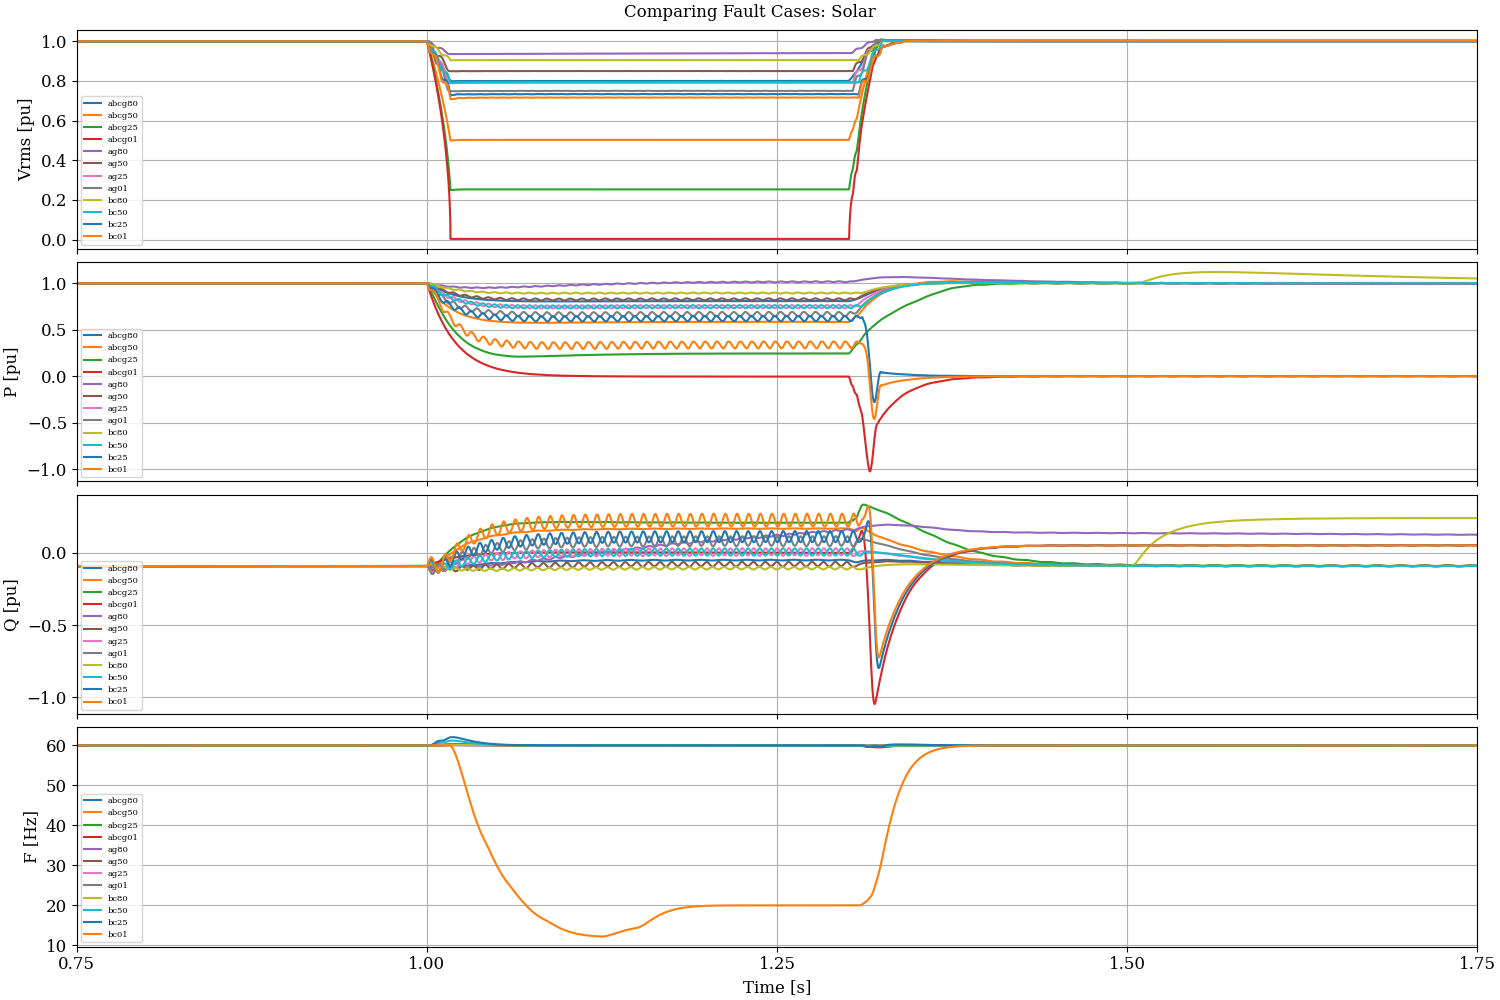 Comparing Fault Cases: Solar
1.0
0.8
0.6
0.4
0.2
0.0
Vrms [pu]
abcg80
abcg50
abcg25
abcg01
ag80
ag50
ag25
ag01
bc80
bc50
bc25
bc01
1.0
0.5
0.0
−0.5
−1.0
P [pu]
abcg80
abcg50
abcg25
abcg01
ag80
ag50
ag25
ag01
bc80
bc50
bc25
bc01
0.0
−0.5
−1.0
Q [pu]
abcg80
abcg50
abcg25
abcg01
ag80
ag50
ag25
ag01
bc80
bc50
bc25
bc01
60
50
40
30
20
10
F [Hz]
abcg80
abcg50
abcg25
abcg01
ag80
ag50
ag25
ag01
bc80
bc50
bc25
bc01
0.75 1.00 1.25 1.50 1.75
Time [s]